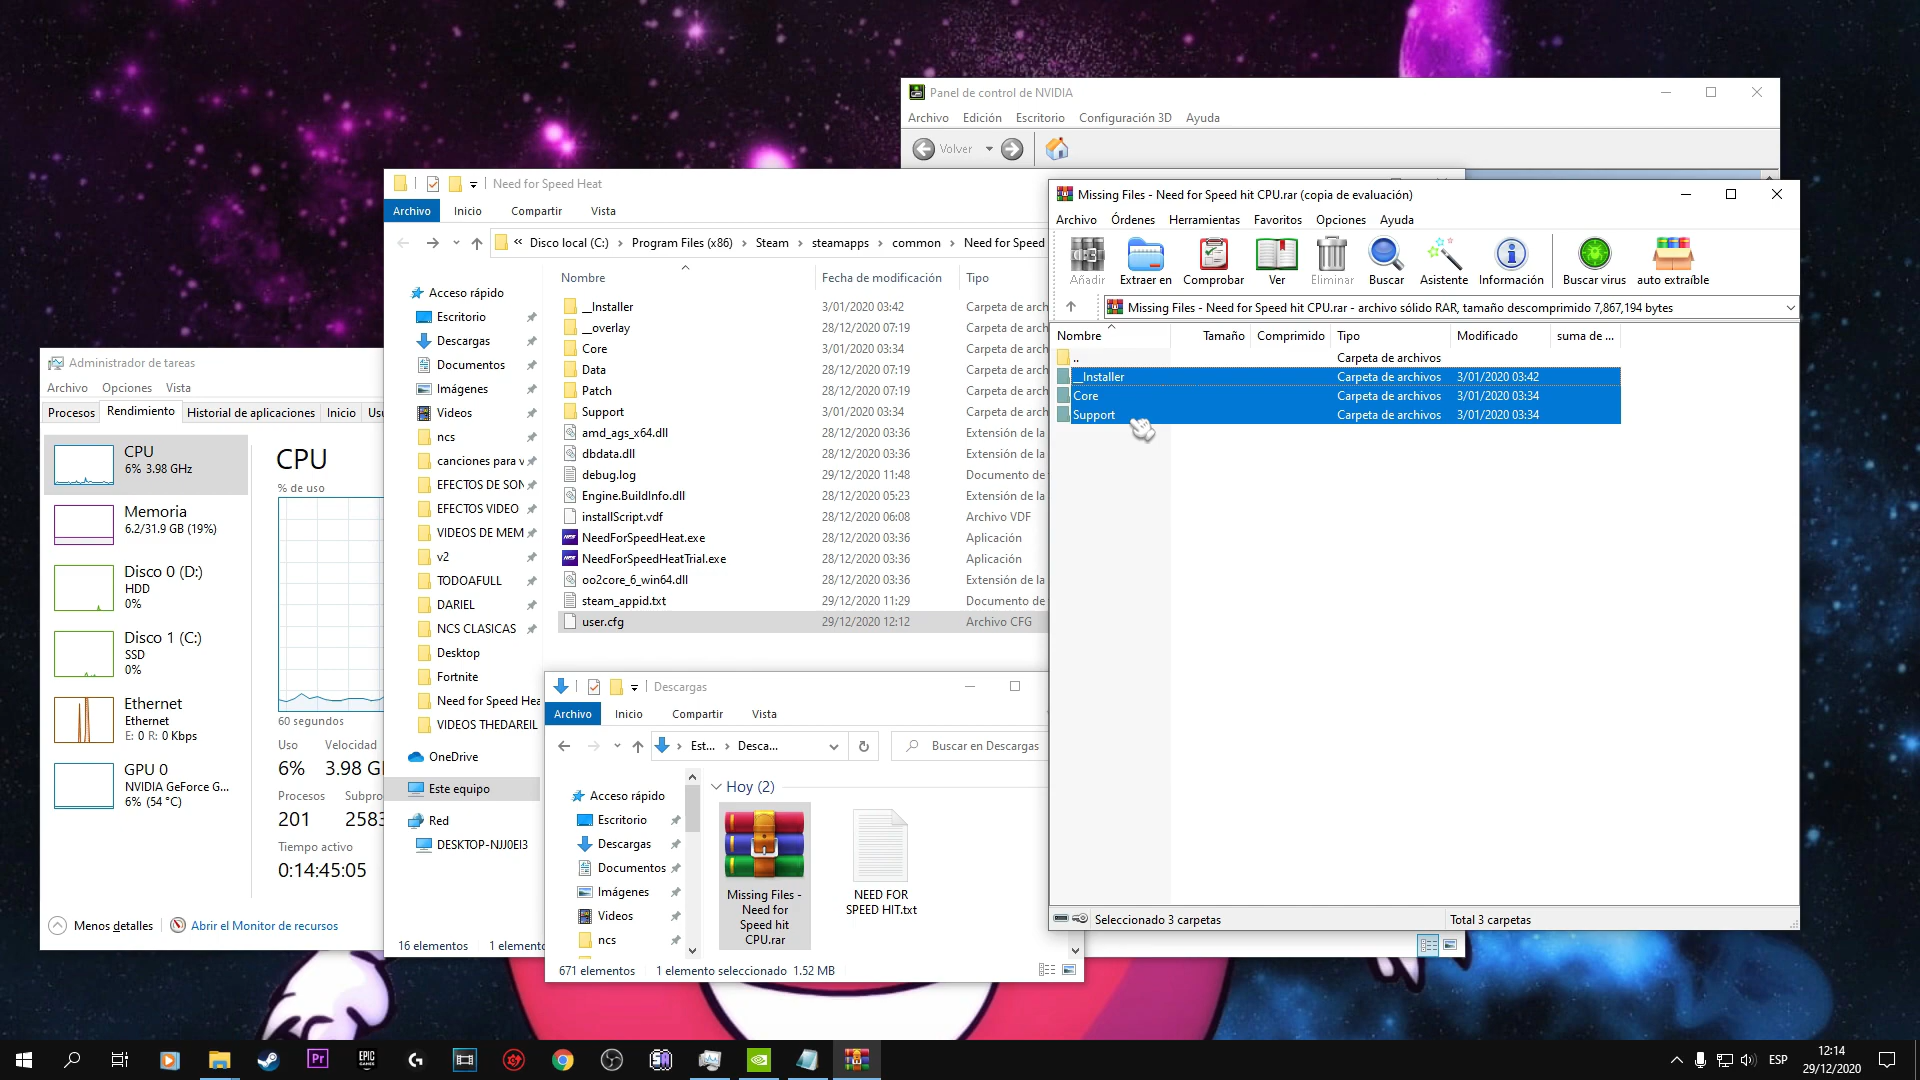 Panel de control de NVIDIA
Archivo Edición Escritorio Configuración 3D Ayuda
Volver
Need for Speed Heat
Archivo Inicio Compartir Vista
« Disco local (C:) › Program Files (x86) › Steam › steamapps › common › Need for Speed
Nombre Fecha de modificación Tipo
Acceso rápido
Escritorio
Descargas
Documentos
Imágenes
Videos
ncs
canciones para v
EFECTOS DE SON
EFECTOS VIDEO
VIDEOS DE MEM
v2
TODOAFULL
DARIEL
NCS CLASICAS
Desktop
Fortnite
Need for Speed Hea
VIDEOS THEDAREIL
OneDrive
Este equipo
Red
DESKTOP-NJJ0EI3
__Installer 3/01/2020 03:42 Carpeta de arch
__overlay 28/12/2020 07:19 Carpeta de arch
Core 3/01/2020 03:34 Carpeta de arch
Data 28/12/2020 07:19 Carpeta de arch
Patch 28/12/2020 07:19 Carpeta de arch
Support 3/01/2020 03:34 Carpeta de arch
amd_ags_x64.dll 28/12/2020 03:36 Extensión de la
dbdata.dll 28/12/2020 03:36 Extensión de la
debug.log 29/12/2020 11:48 Documento de
Engine.BuildInfo.dll 28/12/2020 05:23 Extensión de la
installScript.vdf 28/12/2020 06:08 Archivo VDF
NeedForSpeedHeat.exe 28/12/2020 03:36 Aplicación
NeedForSpeedHeatTrial.exe 28/12/2020 03:36 Aplicación
oo2core_6_win64.dll 28/12/2020 03:36 Extensión de la
steam_appid.txt 29/12/2020 11:29 Documento de
user.cfg 29/12/2020 12:12 Archivo CFG
16 elementos 1 elemento
Missing Files - Need for Speed hit CPU.rar (copia de evaluación)
Archivo Órdenes Herramientas Favoritos Opciones Ayuda
Añadir Extraer en Comprobar Ver Eliminar Buscar Asistente Información Buscar virus auto extraíble
Missing Files - Need for Speed hit CPU.rar - archivo sólido RAR, tamaño descomprimido 7,867,194 bytes
Nombre Tamaño Comprimido Tipo Modificado suma de ...
.. Carpeta de archivos
__Installer Carpeta de archivos 3/01/2020 03:42
Core Carpeta de archivos 3/01/2020 03:34
Support Carpeta de archivos 3/01/2020 03:34
Seleccionado 3 carpetas Total 3 carpetas
Administrador de tareas
Archivo Opciones Vista
Procesos Rendimiento Historial de aplicaciones Inicio Usu
CPU
6% 3.98 GHz
Memoria
6.2/31.9 GB (19%)
Disco 0 (D:)
HDD
0%
Disco 1 (C:)
SSD
0%
Ethernet
Ethernet
E: 0 R: 0 Kbps
GPU 0
NVIDIA GeForce G...
6% (54 °C)
CPU
% de uso
60 segundos
Uso Velocidad
6% 3.98 GH
Procesos Subpro
201 2583
Tiempo activo
0:14:45:05
Menos detalles Abrir el Monitor de recursos
Descargas
Archivo Inicio Compartir Vista
Est... › Desca... Buscar en Descargas
Acceso rápido
Escritorio
Descargas
Documentos
Imágenes
Videos
ncs
Hoy (2)
Missing Files -
Need for
Speed hit
CPU.rar
NEED FOR
SPEED HIT.txt
671 elementos 1 elemento seleccionado 1.52 MB
Pr
EPIC
GAMES
ESP
12:14
29/12/2020